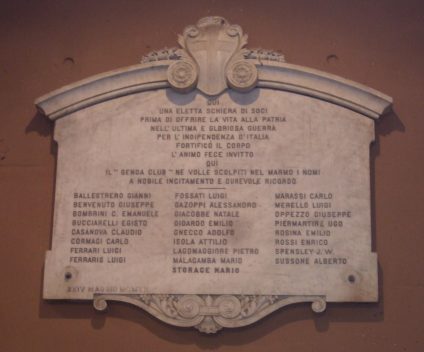 QUI
UNA ELETTA SCHIERA DI SOCI
PRIMA DI OFFRIRE LA VITA ALLA PATRIA
NELL'ULTIMA E GLORIOSA GUERRA
PER L'INDIPENDENZA D'ITALIA
FORTIFICÒ IL CORPO
L'ANIMO FECE INVITTO
QUI
IL "GENOA CLUB" NE VOLLE SCOLPITI NEL MARMO I NOMI
A NOBILE INCITAMENTO E DUREVOLE RICORDO
BALLESTRERO GIANNI
BENVENUTO GIUSEPPE
BOMBRINI C. EMANUELE
BUCCIARELLI EGISTO
CASANOVA CLAUDIO
CORMAGI CARLO
FERRARI LUIGI
FERRARIS LUIGI
FOSSATI LUIGI
GAZOPPI ALESSANDRO
GIACOBBE NATALE
GIDARDO EMILIO
GNECCO ADOLFO
ISOLA ATTILIO
LAGOMAGGIORE PIETRO
MALAGAMBA MARIO
STORACE MARIO
MARASSI CARLO
MERELLO LUIGI
OPPEZZO GIUSEPPE
PIERMARTIRE UGO
ROSINA EMILIO
ROSSI ENRICO
SPENSLEY J. W.
SUSSONE ALBERTO
XXIV MAGGIO